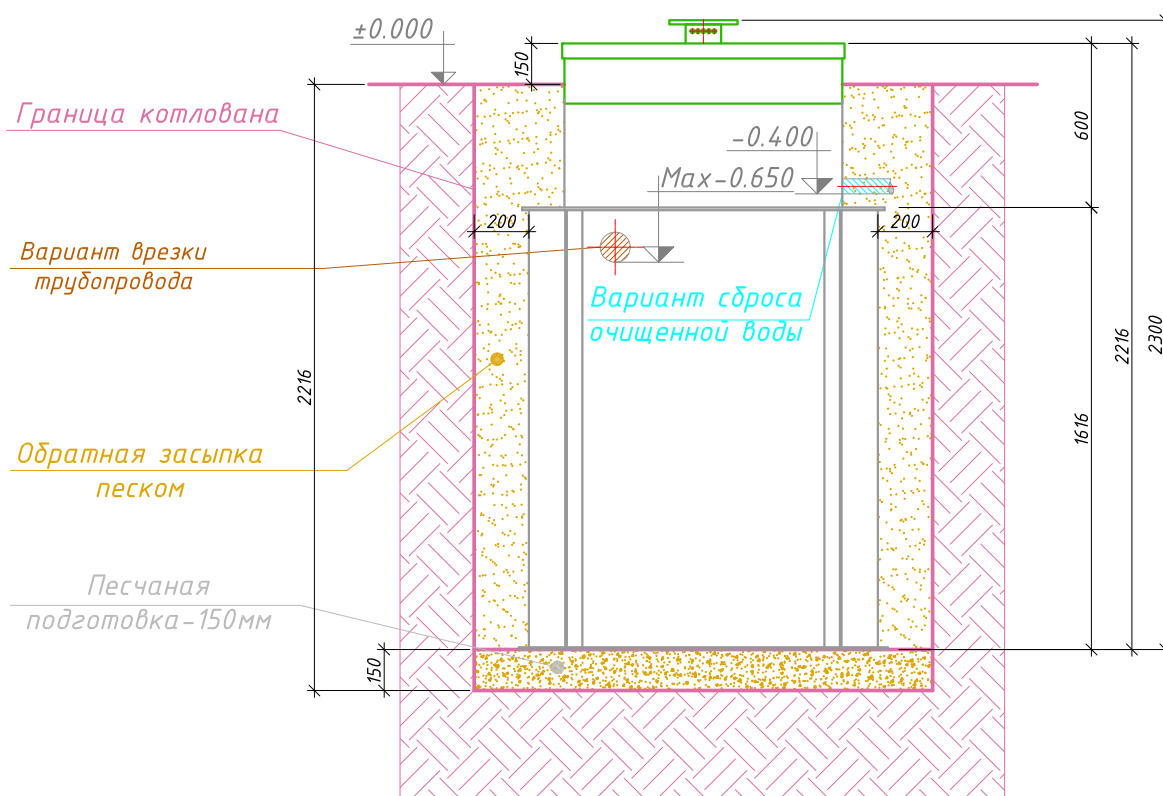 ±0.000
150
Граница котлована
-0.400
Max-0.650
600
200
200
Вариант врезки
трубопровода
Вариант сброса
очищенной воды
2216
2216
2300
1616
Обратная засыпка
песком
Песчаная
подготовка-150мм
150